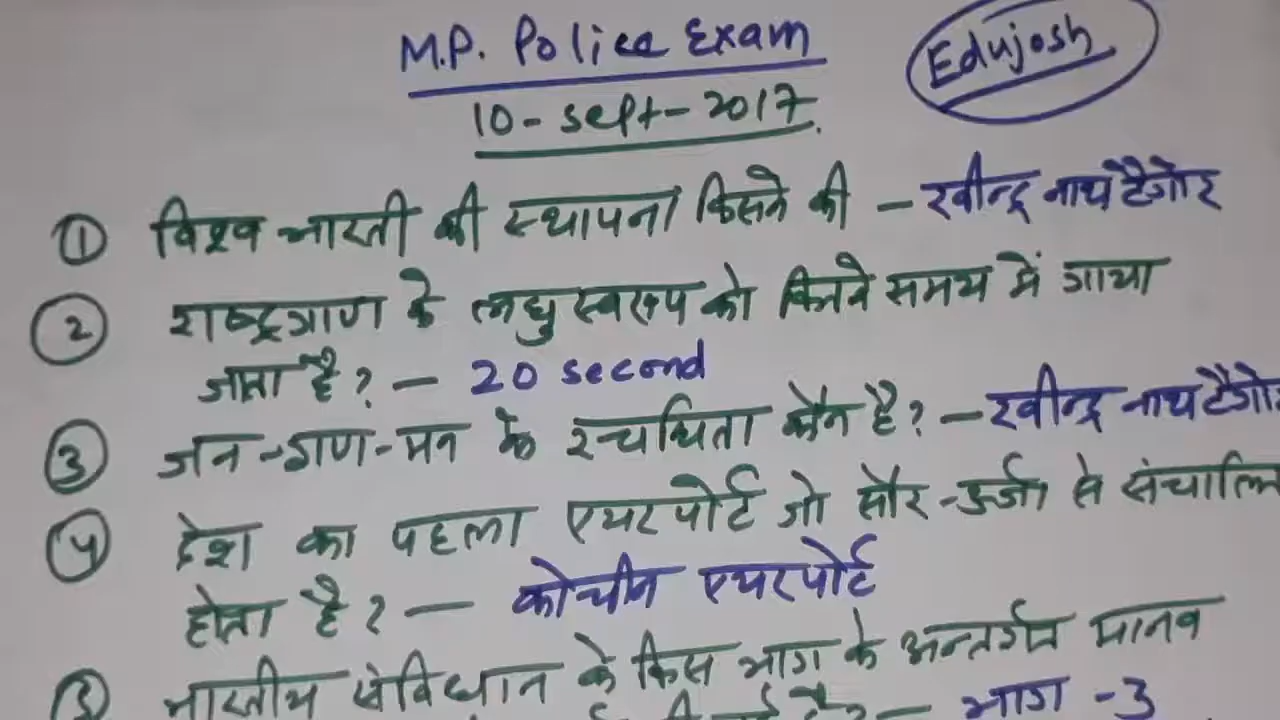 M.P. Police Exam
Edujosh
10-Sept-2017.
① विश्व भारती की स्थापना किसने की - रवीन्द्र नाथ टैगोर
② राष्ट्रगाण के लघु स्वरूप को कितने समय में गाया
जाता है? - 20 second
③ जन-गण-मन के रचयिता कौन है? - रवीन्द्र नाथ टैगोर
④ देश का पहला एयरपोर्ट जो सौर-ऊर्जा से संचालि
होता है? - कोचीन एयरपोर्ट
⑤ भारतीय संविधान के किस भाग के अन्तर्गत मानव
है? - भाग -3